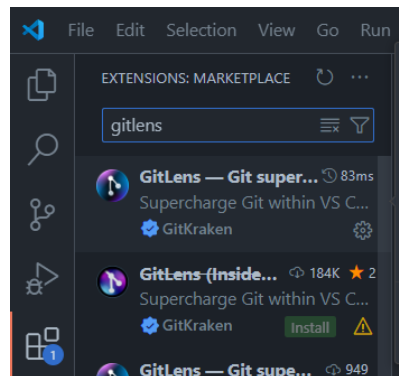 File Edit Selection View Go Run
EXTENSIONS: MARKETPLACE
gitlens
GitLens — Git super... 83ms
Supercharge Git within VS C...
GitKraken
GitLens (Inside... 184K 2
Supercharge Git within VS C...
GitKraken Install
1
GitLens — Git supe... 949